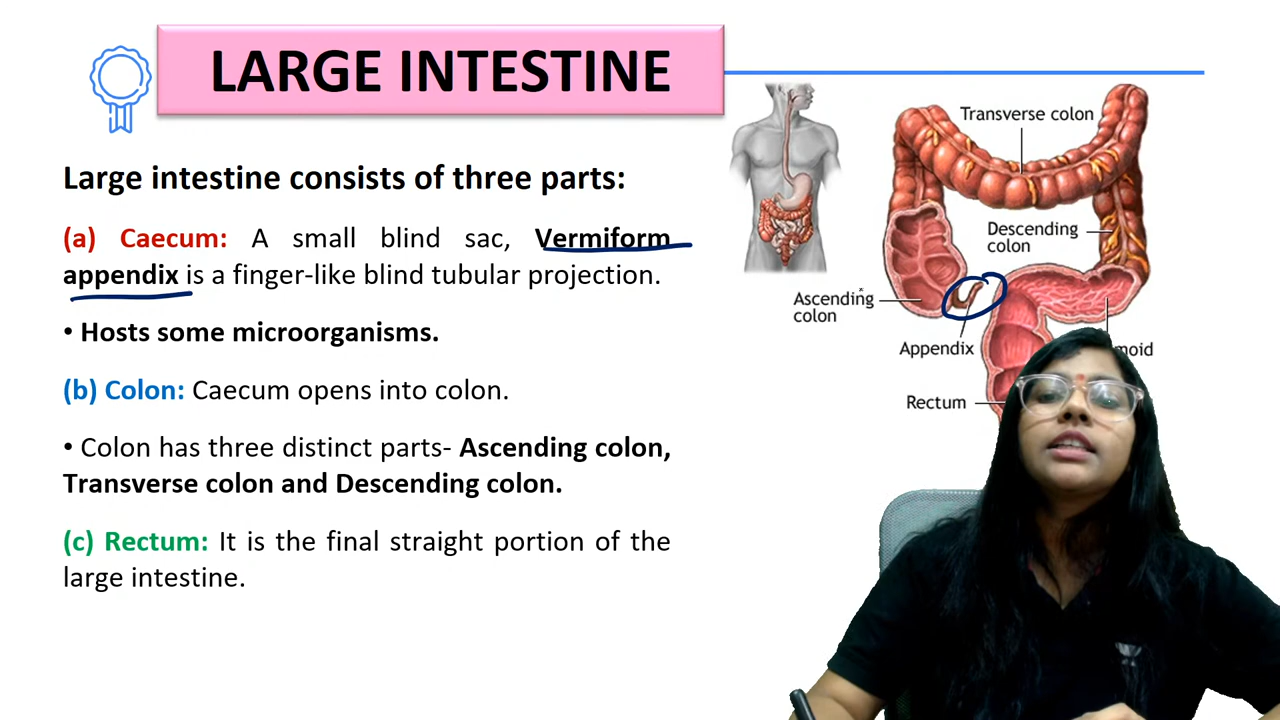 LARGE INTESTINE
Large intestine consists of three parts:
(a) Caecum: A small blind sac, Vermiform
appendix is a finger-like blind tubular projection.
• Hosts some microorganisms.
(b) Colon: Caecum opens into colon.
• Colon has three distinct parts- Ascending colon,
Transverse colon and Descending colon.
(c) Rectum: It is the final straight portion of the
large intestine.
Transverse colon
Descending
colon
Ascending
colon
Appendix
moid
Rectum